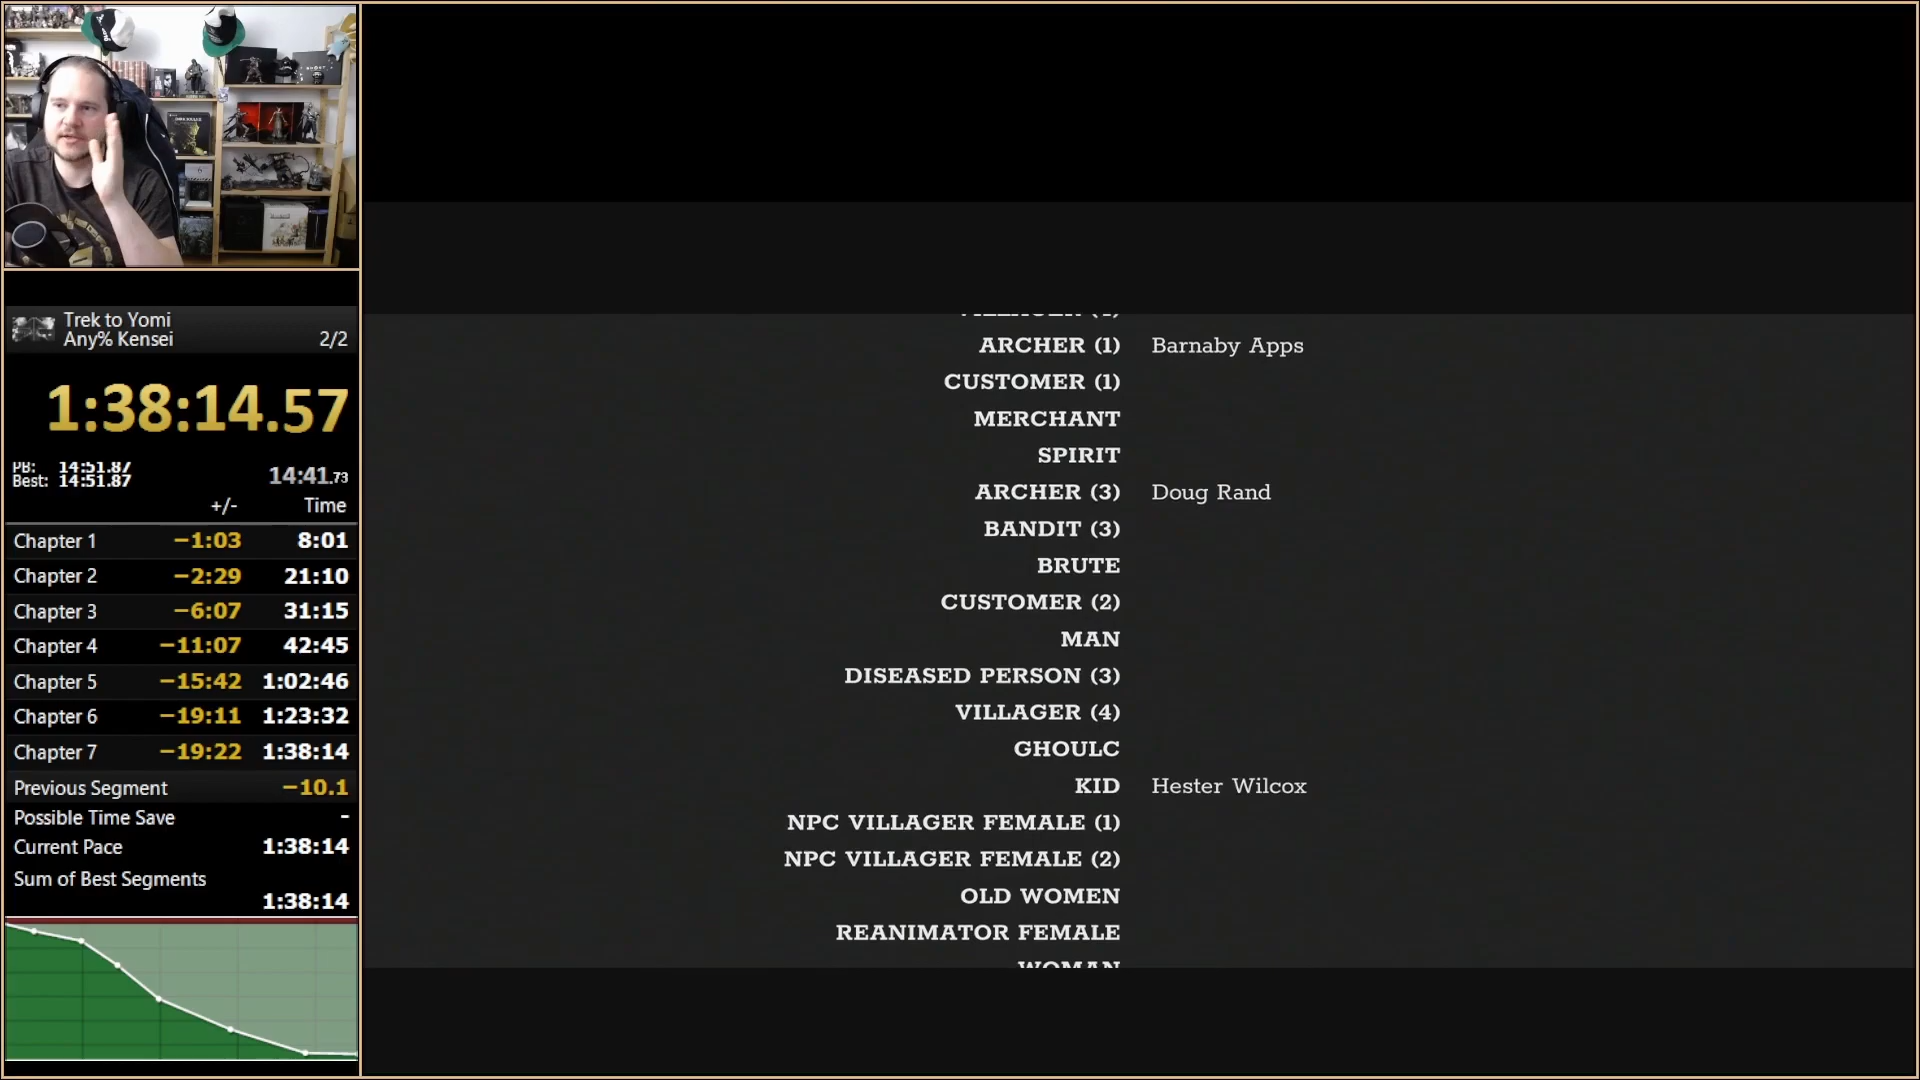 Trek to Yomi
Any% Kensei 2/2
1:38:14.57
PB: 14:51.87
Best: 14:51.87 14:41.73
+/- Time
Chapter 1 −1:03 8:01
Chapter 2 −2:29 21:10
Chapter 3 −6:07 31:15
Chapter 4 −11:07 42:45
Chapter 5 −15:42 1:02:46
Chapter 6 −19:11 1:23:32
Chapter 7 −19:22 1:38:14
Previous Segment −10.1
Possible Time Save -
Current Pace 1:38:14
Sum of Best Segments
1:38:14
ARCHER (1) Barnaby Apps
CUSTOMER (1)
MERCHANT
SPIRIT
ARCHER (3) Doug Rand
BANDIT (3)
BRUTE
CUSTOMER (2)
MAN
DISEASED PERSON (3)
VILLAGER (4)
GHOULC
KID Hester Wilcox
NPC VILLAGER FEMALE (1)
NPC VILLAGER FEMALE (2)
OLD WOMEN
REANIMATOR FEMALE
WOMAN